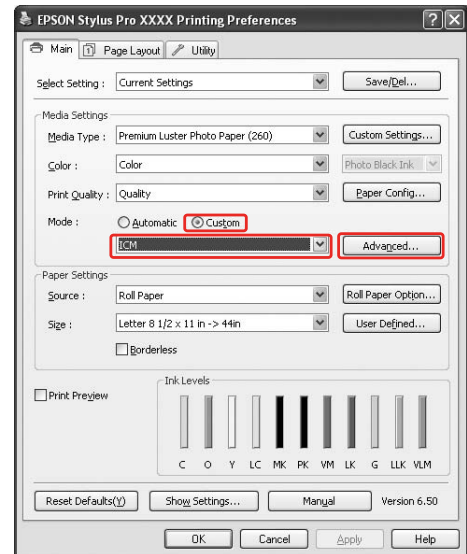 EPSON Stylus Pro XXXX Printing Preferences
Main Page Layout Utility
Select Setting : Current Settings Save/Del...
Media Settings
Media Type : Premium Luster Photo Paper (260) Custom Settings...
Color : Color Photo Black Ink
Print Quality : Quality Paper Config...
Mode : Automatic Custom
ICM Advanced...
Paper Settings
Source : Roll Paper Roll Paper Option...
Size : Letter 8 1/2 x 11 in -> 44in User Defined...
Borderless
Print Preview
Ink Levels
C O Y LC MK PK VM LK G LLK VLM
Reset Defaults(Y) Show Settings... Manual Version 6.50
OK Cancel Apply Help